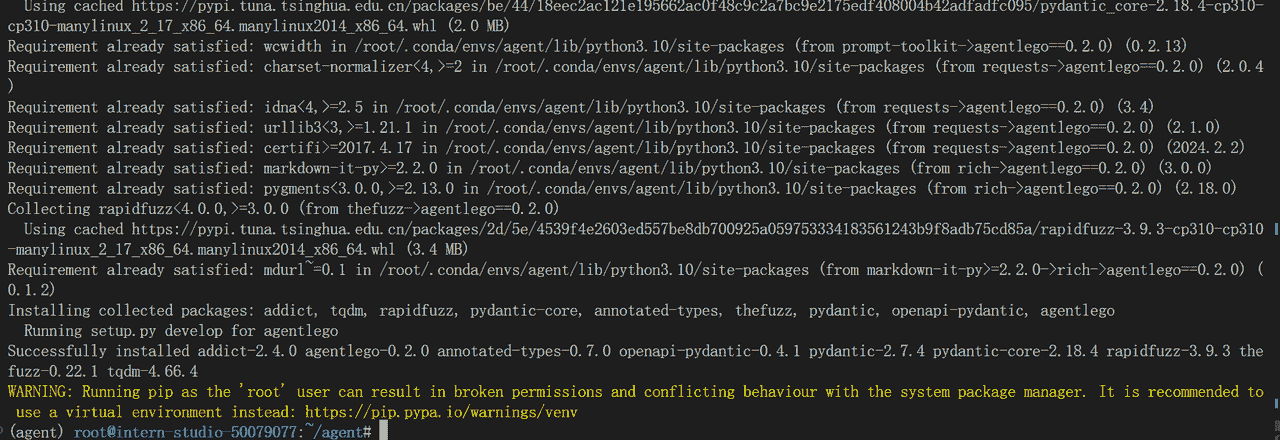 Using cached https://pypi.tuna.tsinghua.edu.cn/packages/be/44/18eec2ac121e195662ac0f48c9c2a7bc9e2175edf408004b42adfadfc095/pydantic_core-2.18.4-cp310-
cp310-manylinux_2_17_x86_64.manylinux2014_x86_64.whl (2.0 MB)
Requirement already satisfied: wcwidth in /root/.conda/envs/agent/lib/python3.10/site-packages (from prompt-toolkit->agentlego==0.2.0) (0.2.13)
Requirement already satisfied: charset-normalizer<4,>=2 in /root/.conda/envs/agent/lib/python3.10/site-packages (from requests->agentlego==0.2.0) (2.0.4
)
Requirement already satisfied: idna<4,>=2.5 in /root/.conda/envs/agent/lib/python3.10/site-packages (from requests->agentlego==0.2.0) (3.4)
Requirement already satisfied: urllib3<3,>=1.21.1 in /root/.conda/envs/agent/lib/python3.10/site-packages (from requests->agentlego==0.2.0) (2.1.0)
Requirement already satisfied: certifi>=2017.4.17 in /root/.conda/envs/agent/lib/python3.10/site-packages (from requests->agentlego==0.2.0) (2024.2.2)
Requirement already satisfied: markdown-it-py>=2.2.0 in /root/.conda/envs/agent/lib/python3.10/site-packages (from rich->agentlego==0.2.0) (3.0.0)
Requirement already satisfied: pygments<3.0.0,>=2.13.0 in /root/.conda/envs/agent/lib/python3.10/site-packages (from rich->agentlego==0.2.0) (2.18.0)
Collecting rapidfuzz<4.0.0,>=3.0.0 (from thefuzz->agentlego==0.2.0)
Using cached https://pypi.tuna.tsinghua.edu.cn/packages/2d/5e/4539f4e2603ed557be8db700925a059753334183561243b9f8adb75cd85a/rapidfuzz-3.9.3-cp310-cp310
-manylinux_2_17_x86_64.manylinux2014_x86_64.whl (3.4 MB)
Requirement already satisfied: mdurl~=0.1 in /root/.conda/envs/agent/lib/python3.10/site-packages (from markdown-it-py>=2.2.0->rich->agentlego==0.2.0) (
0.1.2)
Installing collected packages: addict, tqdm, rapidfuzz, pydantic-core, annotated-types, thefuzz, pydantic, openapi-pydantic, agentlego
Running setup.py develop for agentlego
Successfully installed addict-2.4.0 agentlego-0.2.0 annotated-types-0.7.0 openapi-pydantic-0.4.1 pydantic-2.7.4 pydantic-core-2.18.4 rapidfuzz-3.9.3 the
fuzz-0.22.1 tqdm-4.66.4
WARNING: Running pip as the 'root' user can result in broken permissions and conflicting behaviour with the system package manager. It is recommended to
use a virtual environment instead: https://pip.pypa.io/warnings/venv
(agent) root@intern-studio-50079077:~/agent#